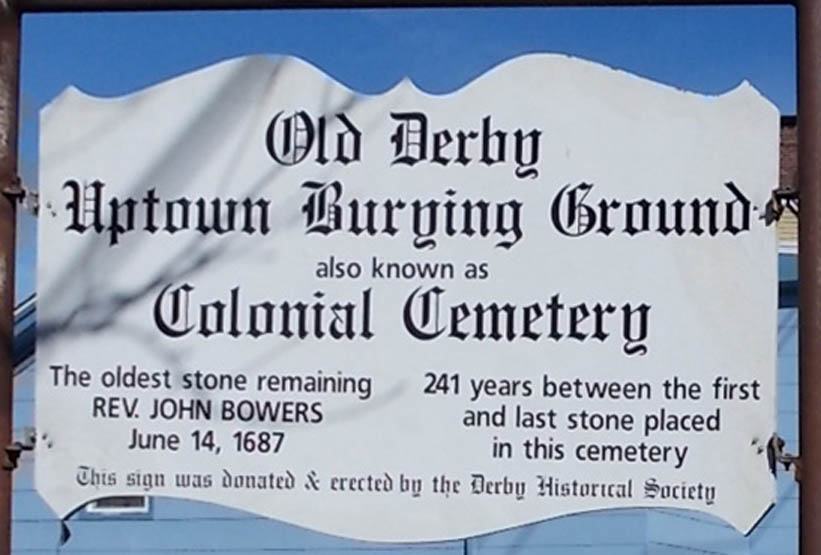 Old Derby
Uptown Burying Ground
also known as
Colonial Cemetery
The oldest stone remaining
REV. JOHN BOWERS
June 14, 1687
241 years between the first
and last stone placed
in this cemetery
This sign was donated & erected by the Derby Historical Society